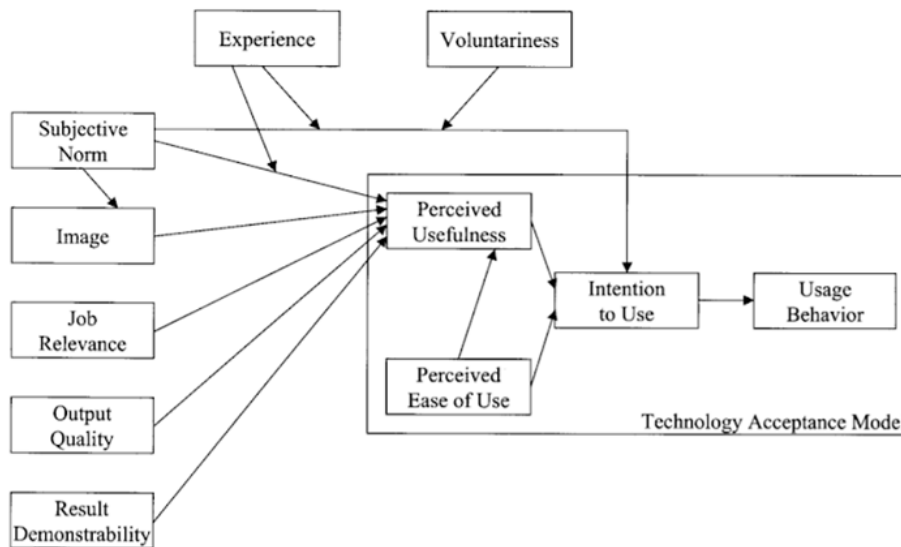 Experience
Voluntariness
Subjective
Norm
Image
Job
Relevance
Output
Quality
Result
Demonstrability
Perceived
Usefulness
Perceived
Ease of Use
Intention
to Use
Usage
Behavior
Technology Acceptance Mode